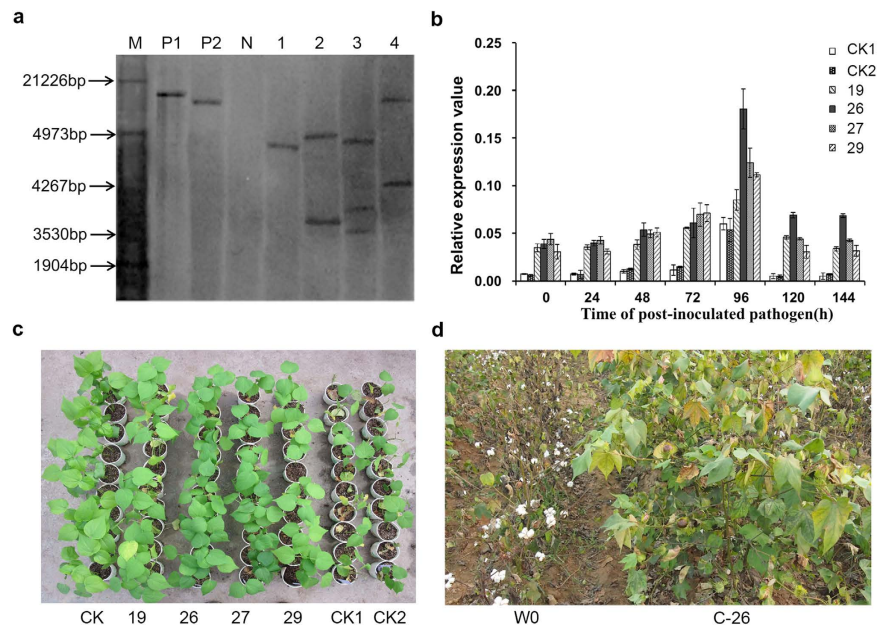 a
M P1 P2 N 1 2 3 4
21226bp
4973bp
4267bp
3530bp
1904bp
b
Relative expression value
0.25
0.20
0.15
0.10
0.05
0.00
0 24 48 72 96 120 144
Time of post-inoculated pathogen(h)
CK1
CK2
19
26
27
29
c
CK 19 26 27 29 CK1 CK2
d
W0 C-26